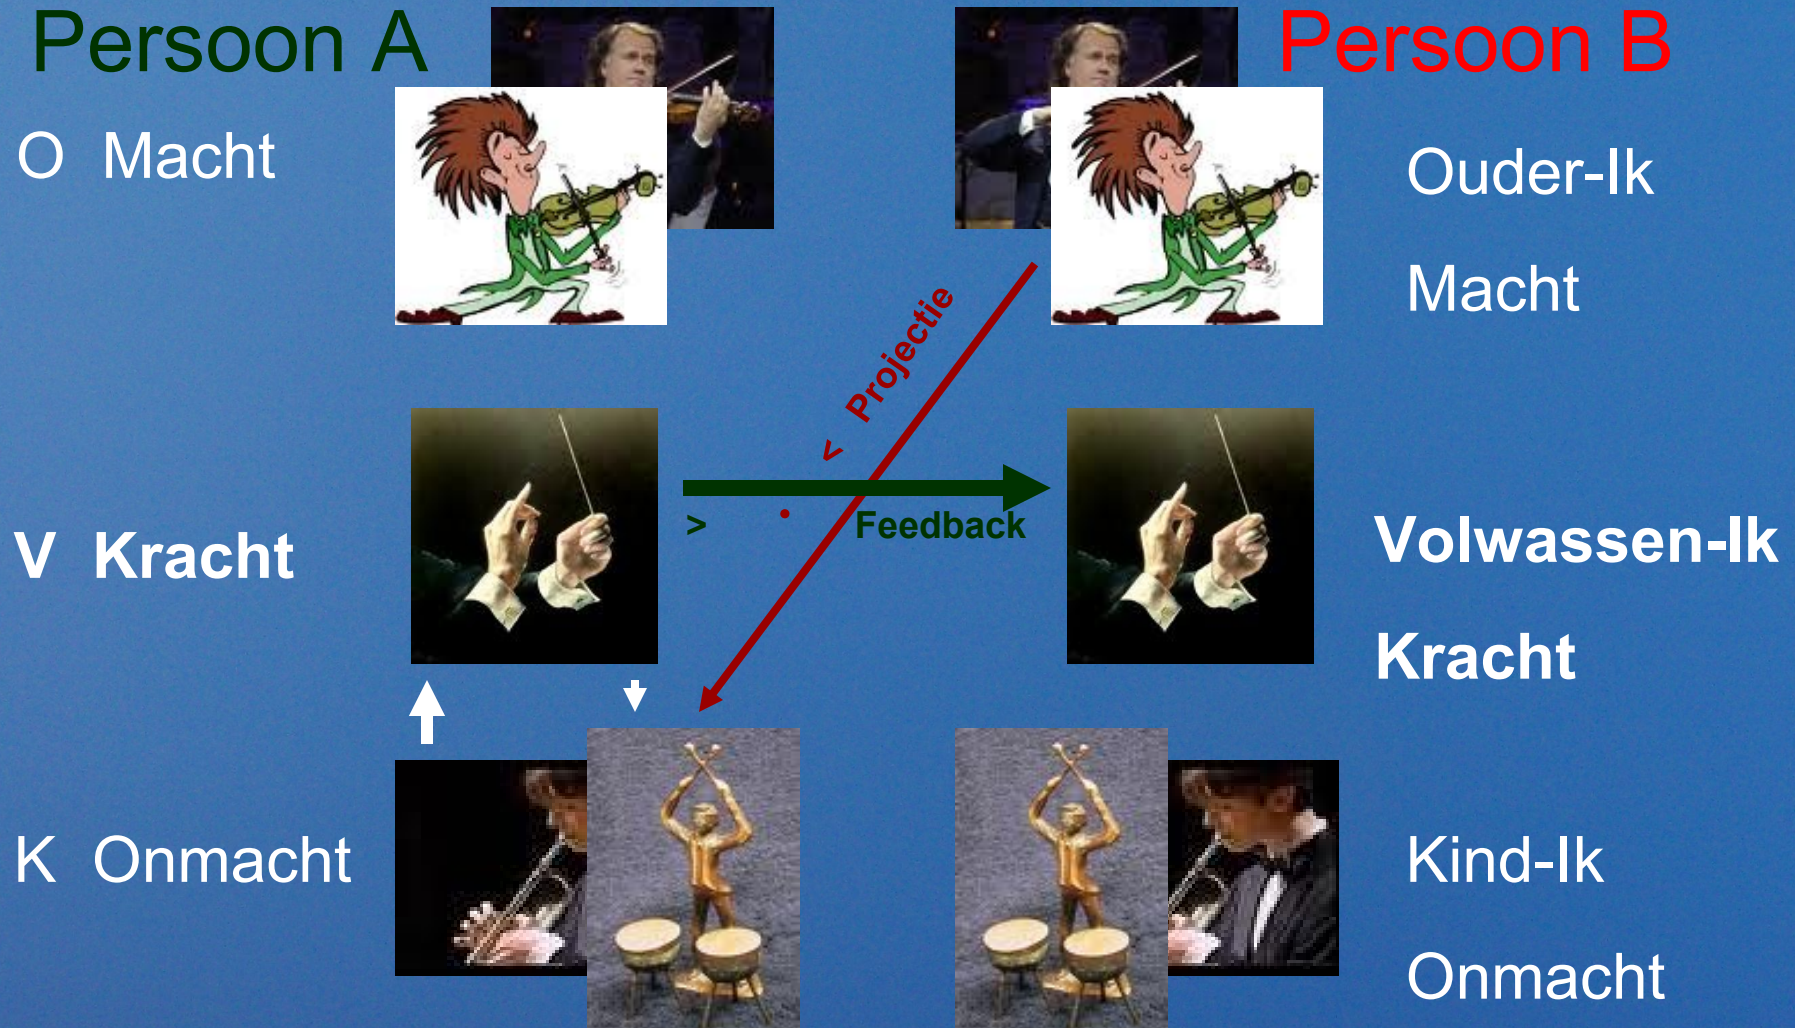 Persoon A
Persoon B
O Macht
Ouder-Ik
Macht
< Projectie
> Feedback
V Kracht
Volwassen-Ik
Kracht
K Onmacht
Kind-Ik
Onmacht